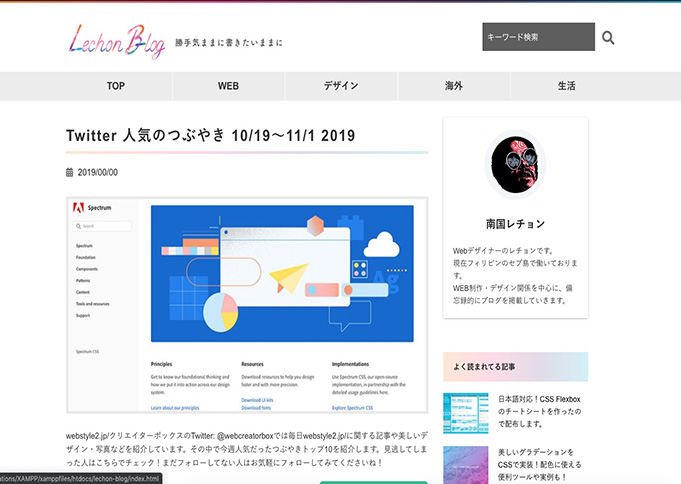 Lechon Blog
勝手気ままに書きたいままに
キーワード検索
TOP
WEB
デザイン
海外
生活
Twitter 人気のつぶやき 10/19〜11/1 2019
2019/00/00
Spectrum
Search
Spectrum
Foundation
Components
Patterns
Content
Tools and resources
Support
Spectrum CSS
Ag
Principles
Get to know our foundational thinking
and how we put it into action across our design
system.
Learn about our principles
Resources
Download resources to help you design
faster and with more precision.
Download UI kits
Download fonts
Implementations
Use Spectrum CSS, our open-source
implementation, in partnership with the
detailed usage guidelines here.
Explore Spectrum CSS
webstyle2.jp/クリエイターボックスのTwitter: @webcreatorboxでは毎日webstyle2.jp/に関する記事や美しいデ
ザイン・写真などを紹介しています。その中で今週人気だったつぶやきトップ10を紹介します。見逃してしま
った人はこちらでチェック！まだフォローしてない人はお気軽にフォローしてみてくださいね！
南国レチョン
Webデザイナーのレチョンです。
現在フィリピンのセブ島で働いておりま
す。
WEB制作・デザイン関係を中心に、備
忘録的にブログを掲載していきます。
よく読まれてる記事
日本語対応！CSS Flexbox
のチートシートを作ったの
で配布します。
美しいグラデーションを
CSSで実装！配色に使える
便利ツールや実例も！
ations/XAMPP/xamppfiles/htdocs/lechon-blog/index.html